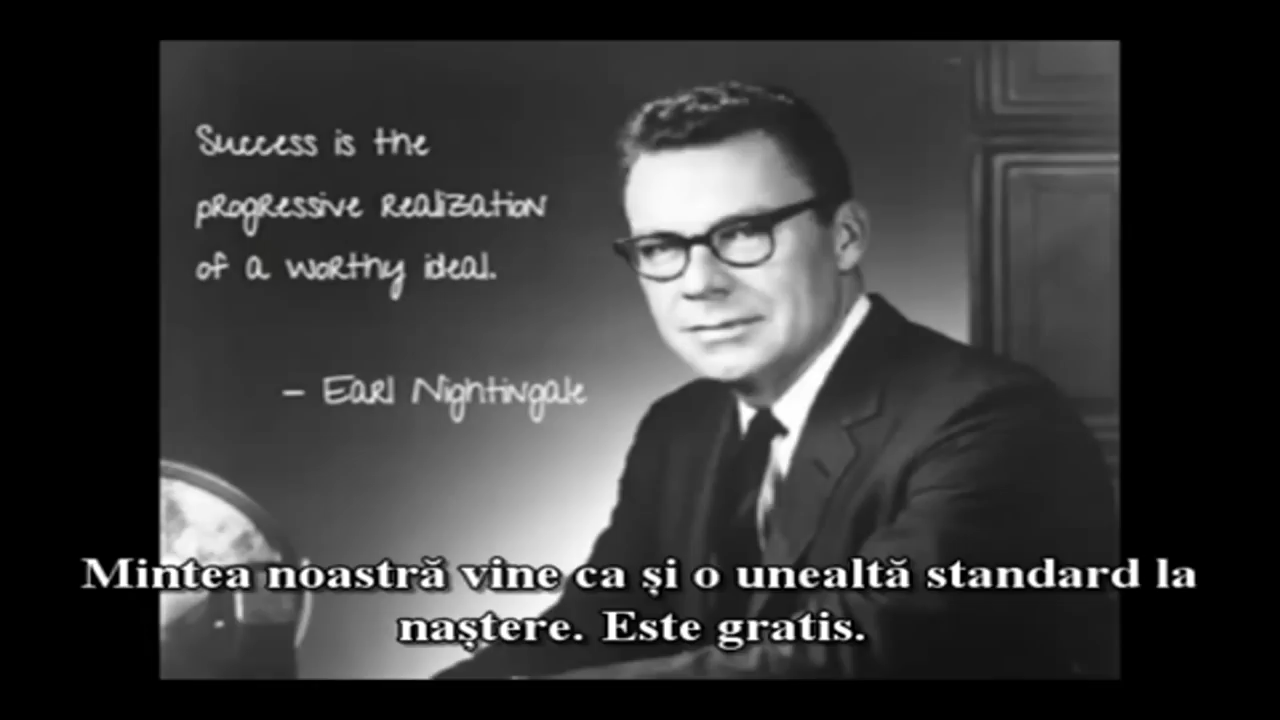 Success is the
progressive realization
of a worthy ideal.
- Earl Nightingale
Mintea noastră vine ca și o unealtă standard la
naștere. Este gratis.